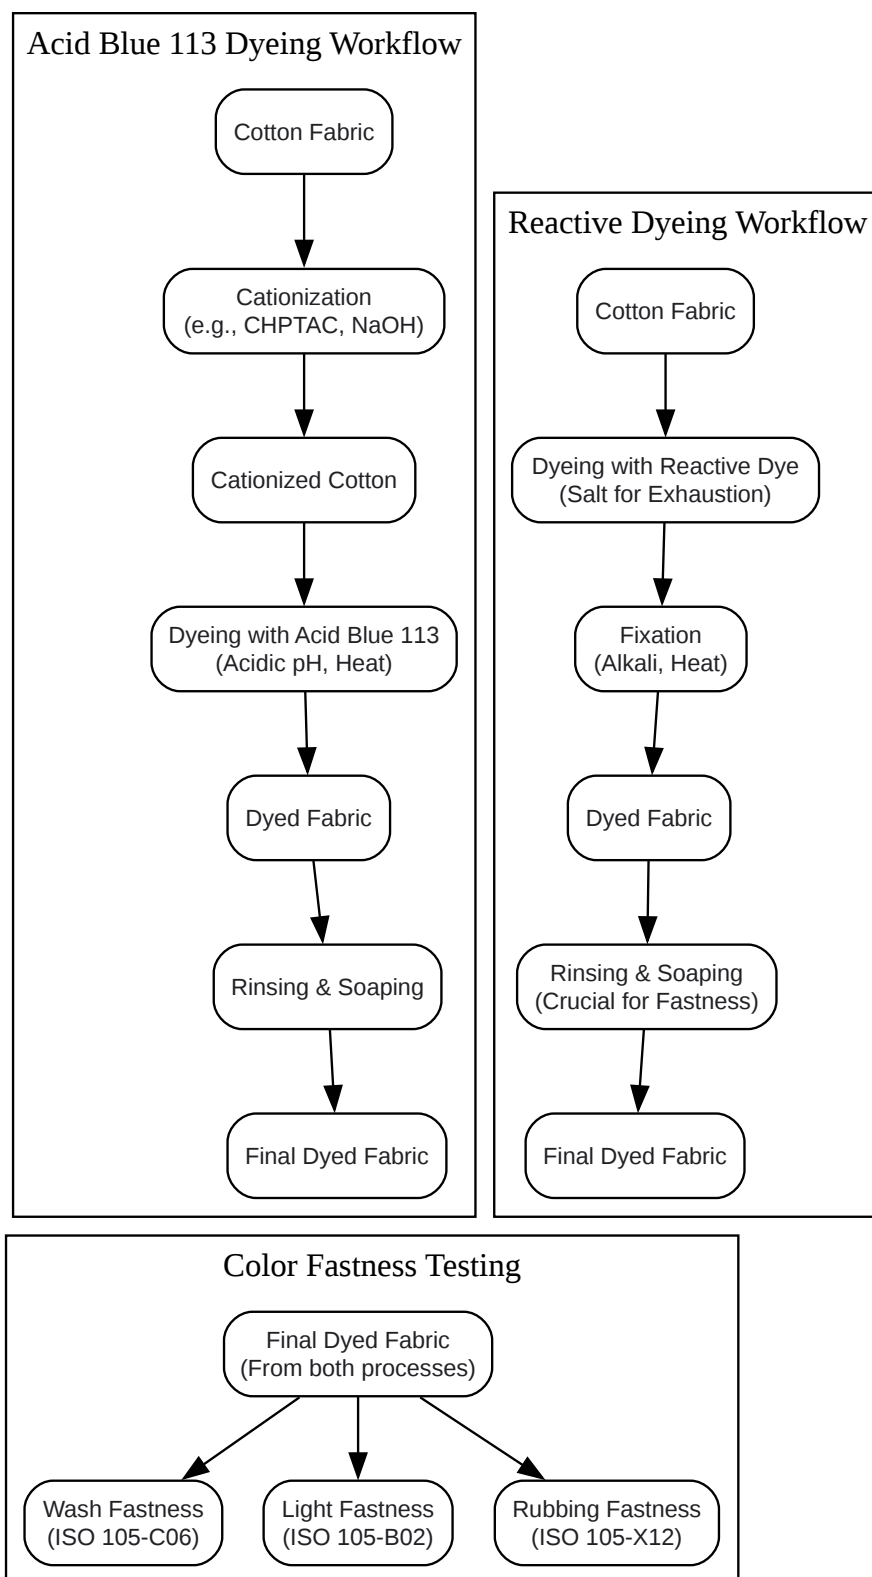 Acid Blue 113 Dyeing Workflow
Cotton Fabric
Cationization
(e.g., CHPTAC, NaOH)
Cationized Cotton
Dyeing with Acid Blue 113
(Acidic pH, Heat)
Dyed Fabric
Rinsing & Soaping
Final Dyed Fabric
Reactive Dyeing Workflow
Cotton Fabric
Dyeing with Reactive Dye
(Salt for Exhaustion)
Fixation
(Alkali, Heat)
Dyed Fabric
Rinsing & Soaping
(Crucial for Fastness)
Final Dyed Fabric
Color Fastness Testing
Final Dyed Fabric
(From both processes)
Wash Fastness
(ISO 105-C06)
Light Fastness
(ISO 105-B02)
Rubbing Fastness
(ISO 105-X12)